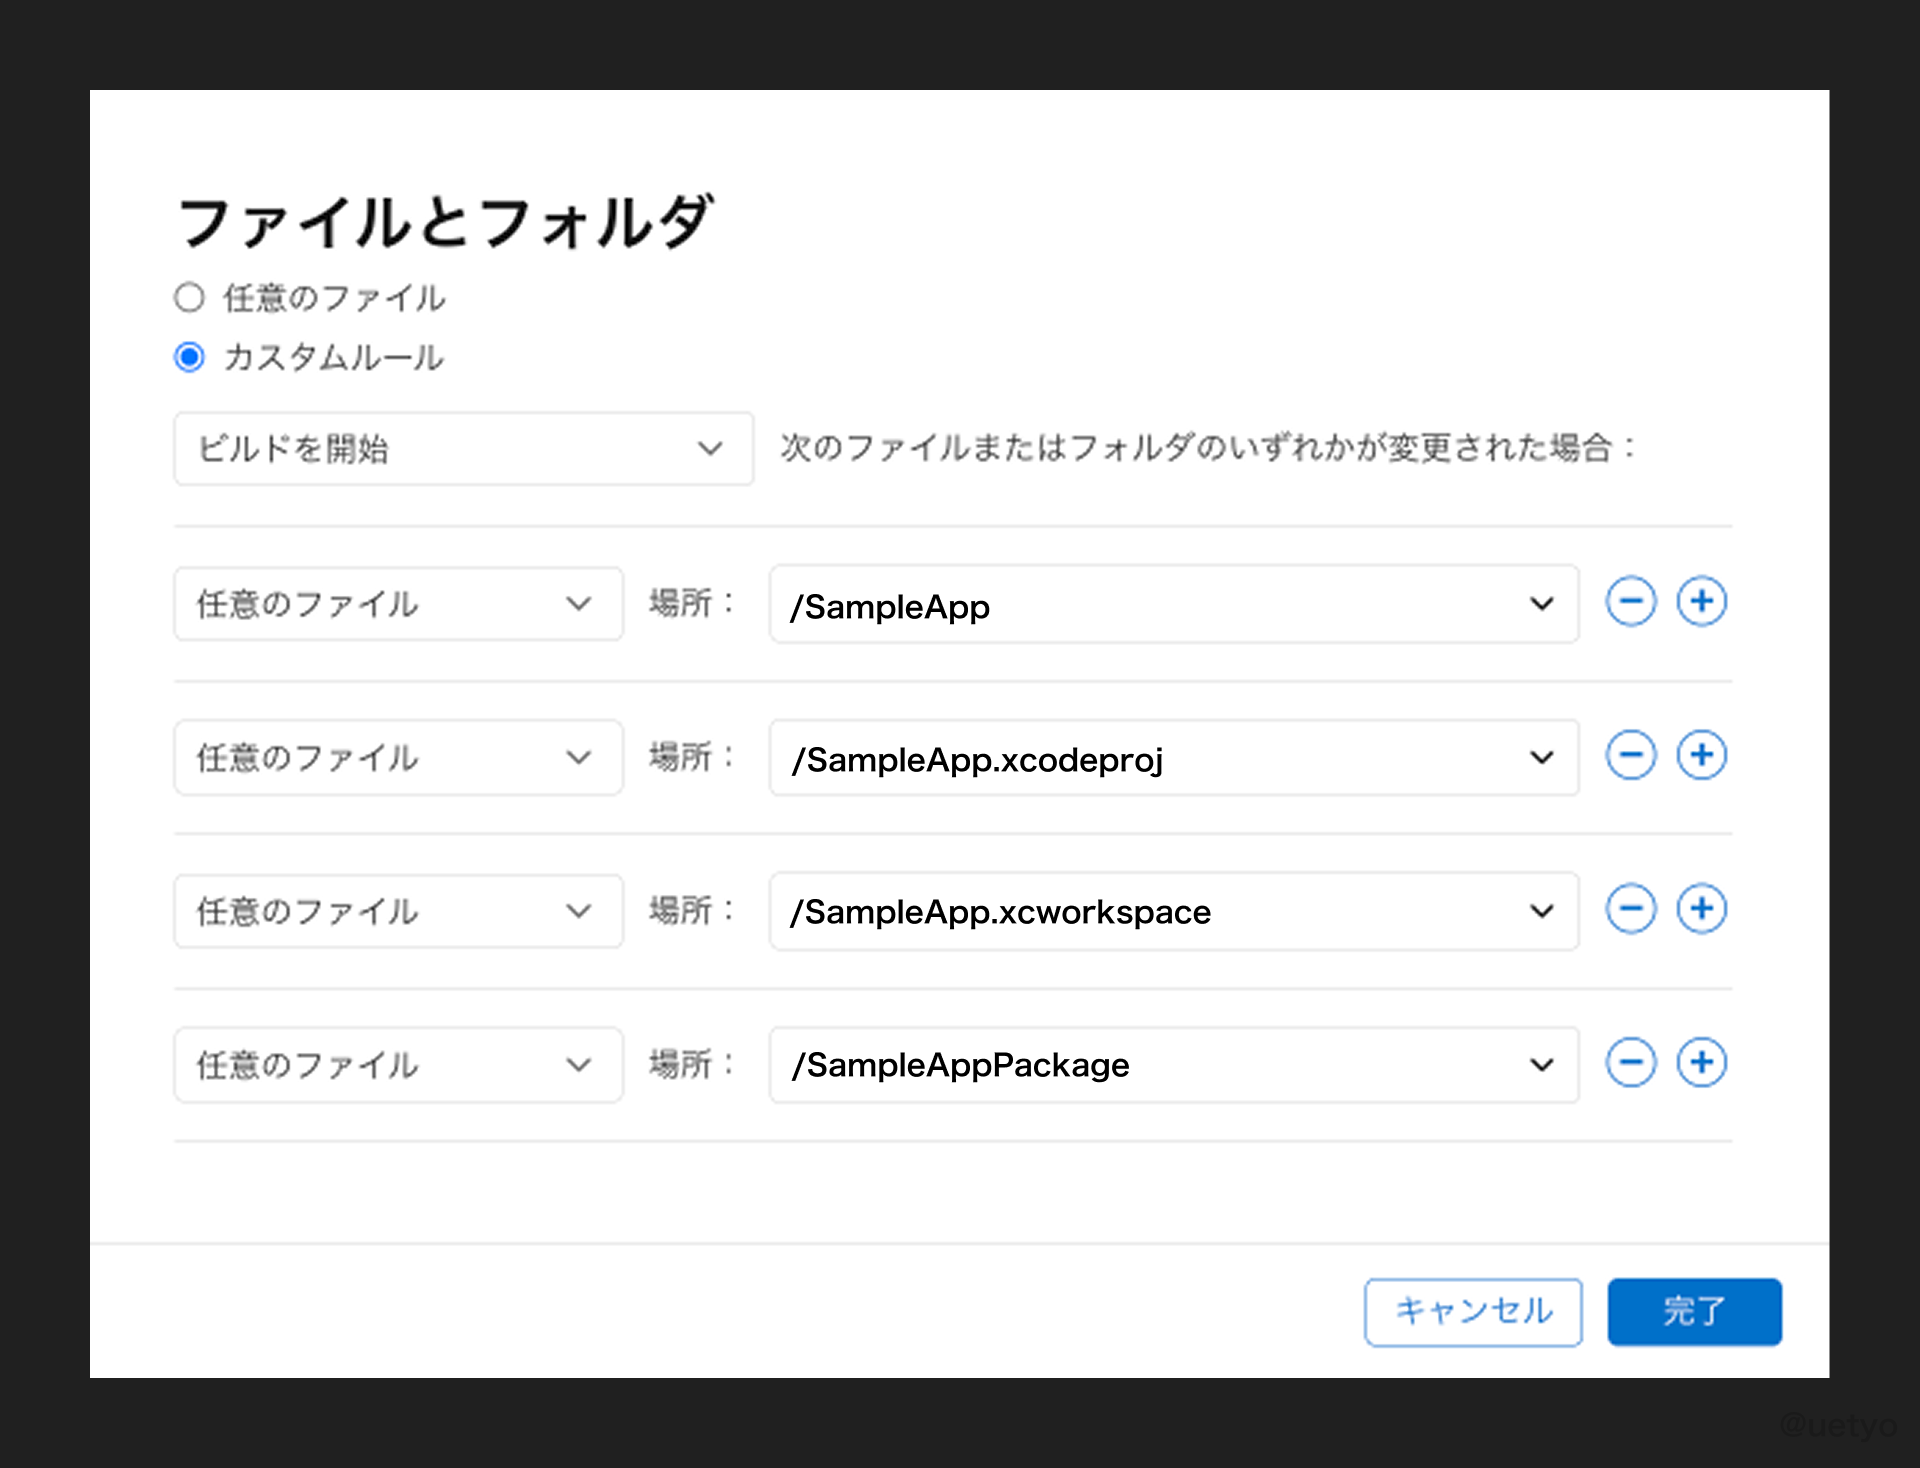 ファイルとフォルダ
任意のファイル
カスタムルール
ビルドを開始 次のファイルまたはフォルダのいずれかが変更された場合：
任意のファイル 場所： /SampleApp
任意のファイル 場所： /SampleApp.xcodeproj
任意のファイル 場所： /SampleApp.xcworkspace
任意のファイル 場所： /SampleAppPackage
キャンセル 完了
@uetyo